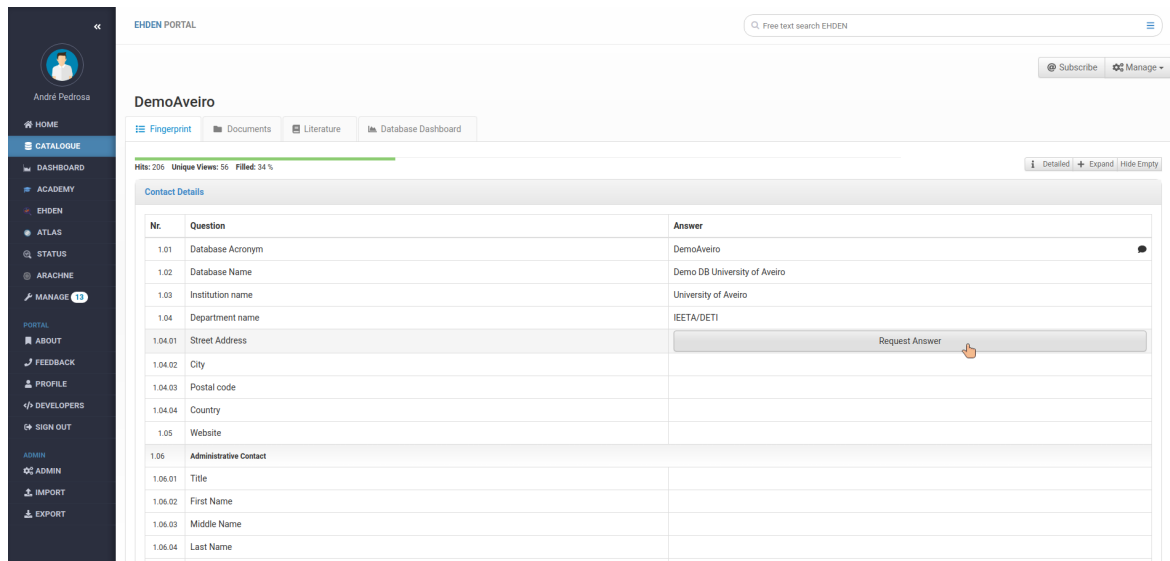 «
EHDEN PORTAL
Free text search EHDEN
@ Subscribe
Manage
André Pedrosa
DemoAveiro
HOME
CATALOGUE
DASHBOARD
ACADEMY
EHDEN
ATLAS
STATUS
ARACHNE
MANAGE 13
PORTAL
ABOUT
FEEDBACK
PROFILE
</> DEVELOPERS
SIGN OUT
ADMIN
ADMIN
IMPORT
EXPORT
Fingerprint
Documents
Literature
Database Dashboard
Hits: 206 Unique Views: 56 Filled: 34 %
i Detailed + Expand Hide Empty
Contact Details
Nr. Question Answer
1.01 Database Acronym DemoAveiro
1.02 Database Name Demo DB University of Aveiro
1.03 Institution name University of Aveiro
1.04 Department name IEETA/DETI
1.04.01 Street Address Request Answer
1.04.02 City
1.04.03 Postal code
1.04.04 Country
1.05 Website
1.06 Administrative Contact
1.06.01 Title
1.06.02 First Name
1.06.03 Middle Name
1.06.04 Last Name